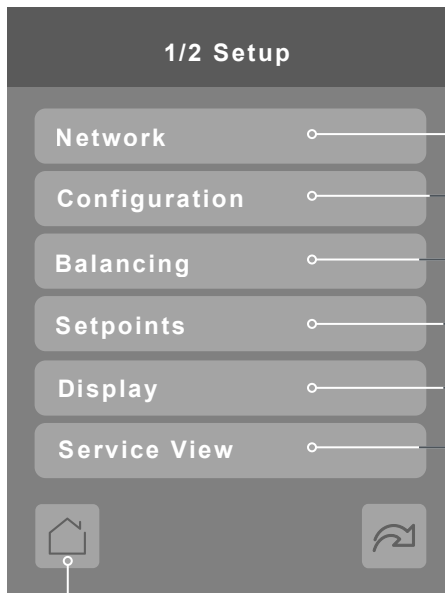 1/2 Setup
Network
Configuration
Balancing
Setpoints
Display
Service View